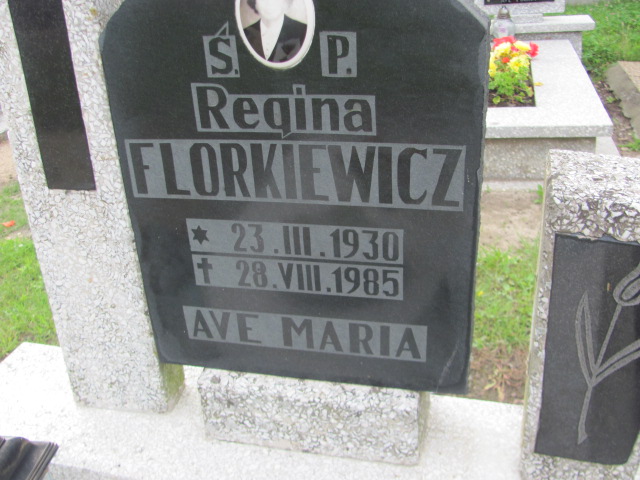 Ś. P.
Regina
FLORKIEWICZ
✶ 23.III.1930
✝ 28.VIII.1985
AVE MARIA